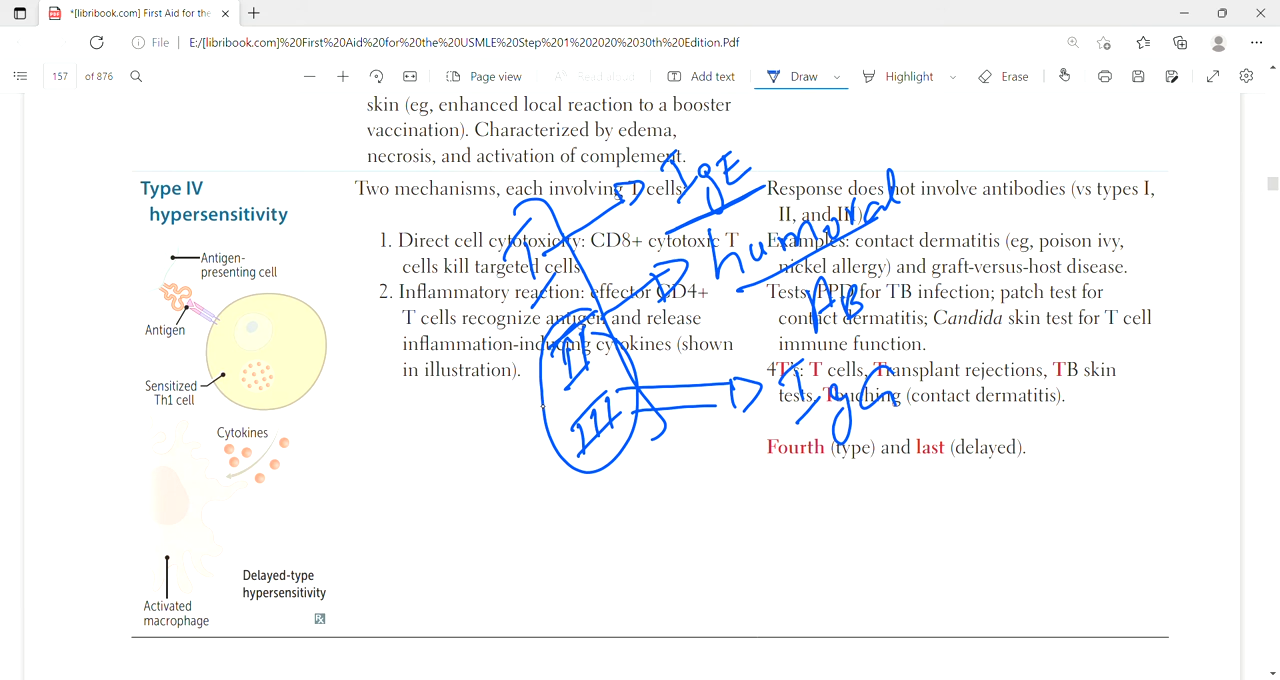 *[libribook.com] First Aid for the
File E:/[libribook.com]%20First%20Aid%20for%20the%20USMLE%20Step%201%202020%2030th%20Edition.Pdf
157 of 876 Page view Read aloud Add text Draw Highlight Erase
skin (eg, enhanced local reaction to a booster
vaccination). Characterized by edema,
necrosis, and activation of complement.
Type IV
hypersensitivity
Antigen-
presenting cell
Antigen
Sensitized
Th1 cell
Cytokines
Activated
macrophage
Delayed-type
hypersensitivity
Rx
Two mechanisms, each involving T cells:
1. Direct cell cytotoxicity: CD8+ cytotoxic T
cells kill targeted cells.
2. Inflammatory reaction: effector CD4+
T cells recognize antigen and release
inflammation-inducing cytokines (shown
in illustration).
Response does not involve antibodies (vs types I,
II, and III).
Examples: contact dermatitis (eg, poison ivy,
nickel allergy) and graft-versus-host disease.
Tests: PPD for TB infection; patch test for
contact dermatitis; Candida skin test for T cell
immune function.
4T's: T cells, Transplant rejections, TB skin
tests, Touching (contact dermatitis).
Fourth (type) and last (delayed).
I
IgE
humoral
AB
II
III
IgG